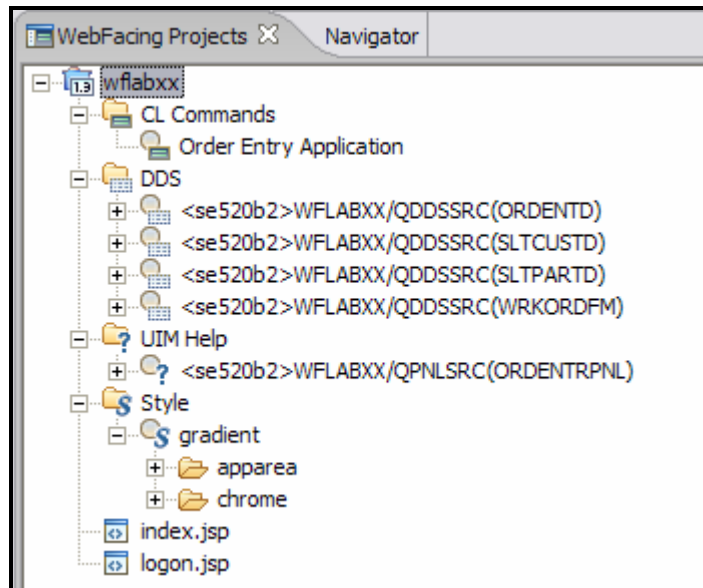 WebFacing Projects Navigator
1.3 wflabxx
CL Commands
Order Entry Application
DDS
<se520b2>WFLABXX/QDDSSRC(ORDENTD)
<se520b2>WFLABXX/QDDSSRC(SLTCUSTD)
<se520b2>WFLABXX/QDDSSRC(SLTPARTD)
<se520b2>WFLABXX/QDDSSRC(WRKORDFM)
UIM Help
<se520b2>WFLABXX/QPNLSRC(ORDENTRPNL)
Style
gradient
apparea
chrome
index.jsp
logon.jsp